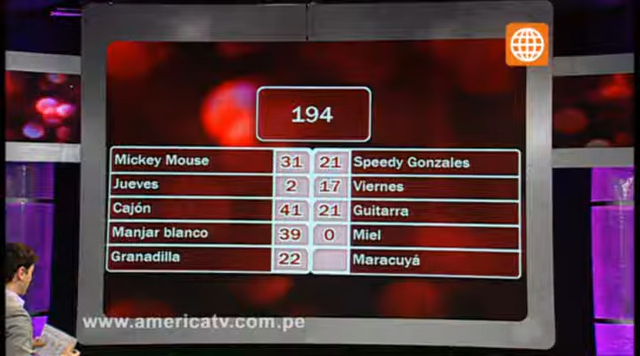 194
Mickey Mouse 31 21 Speedy Gonzales
Jueves 2 17 Viernes
Cajón 41 21 Guitarra
Manjar blanco 39 0 Miel
Granadilla 22 Maracuyá
www.americatv.com.pe